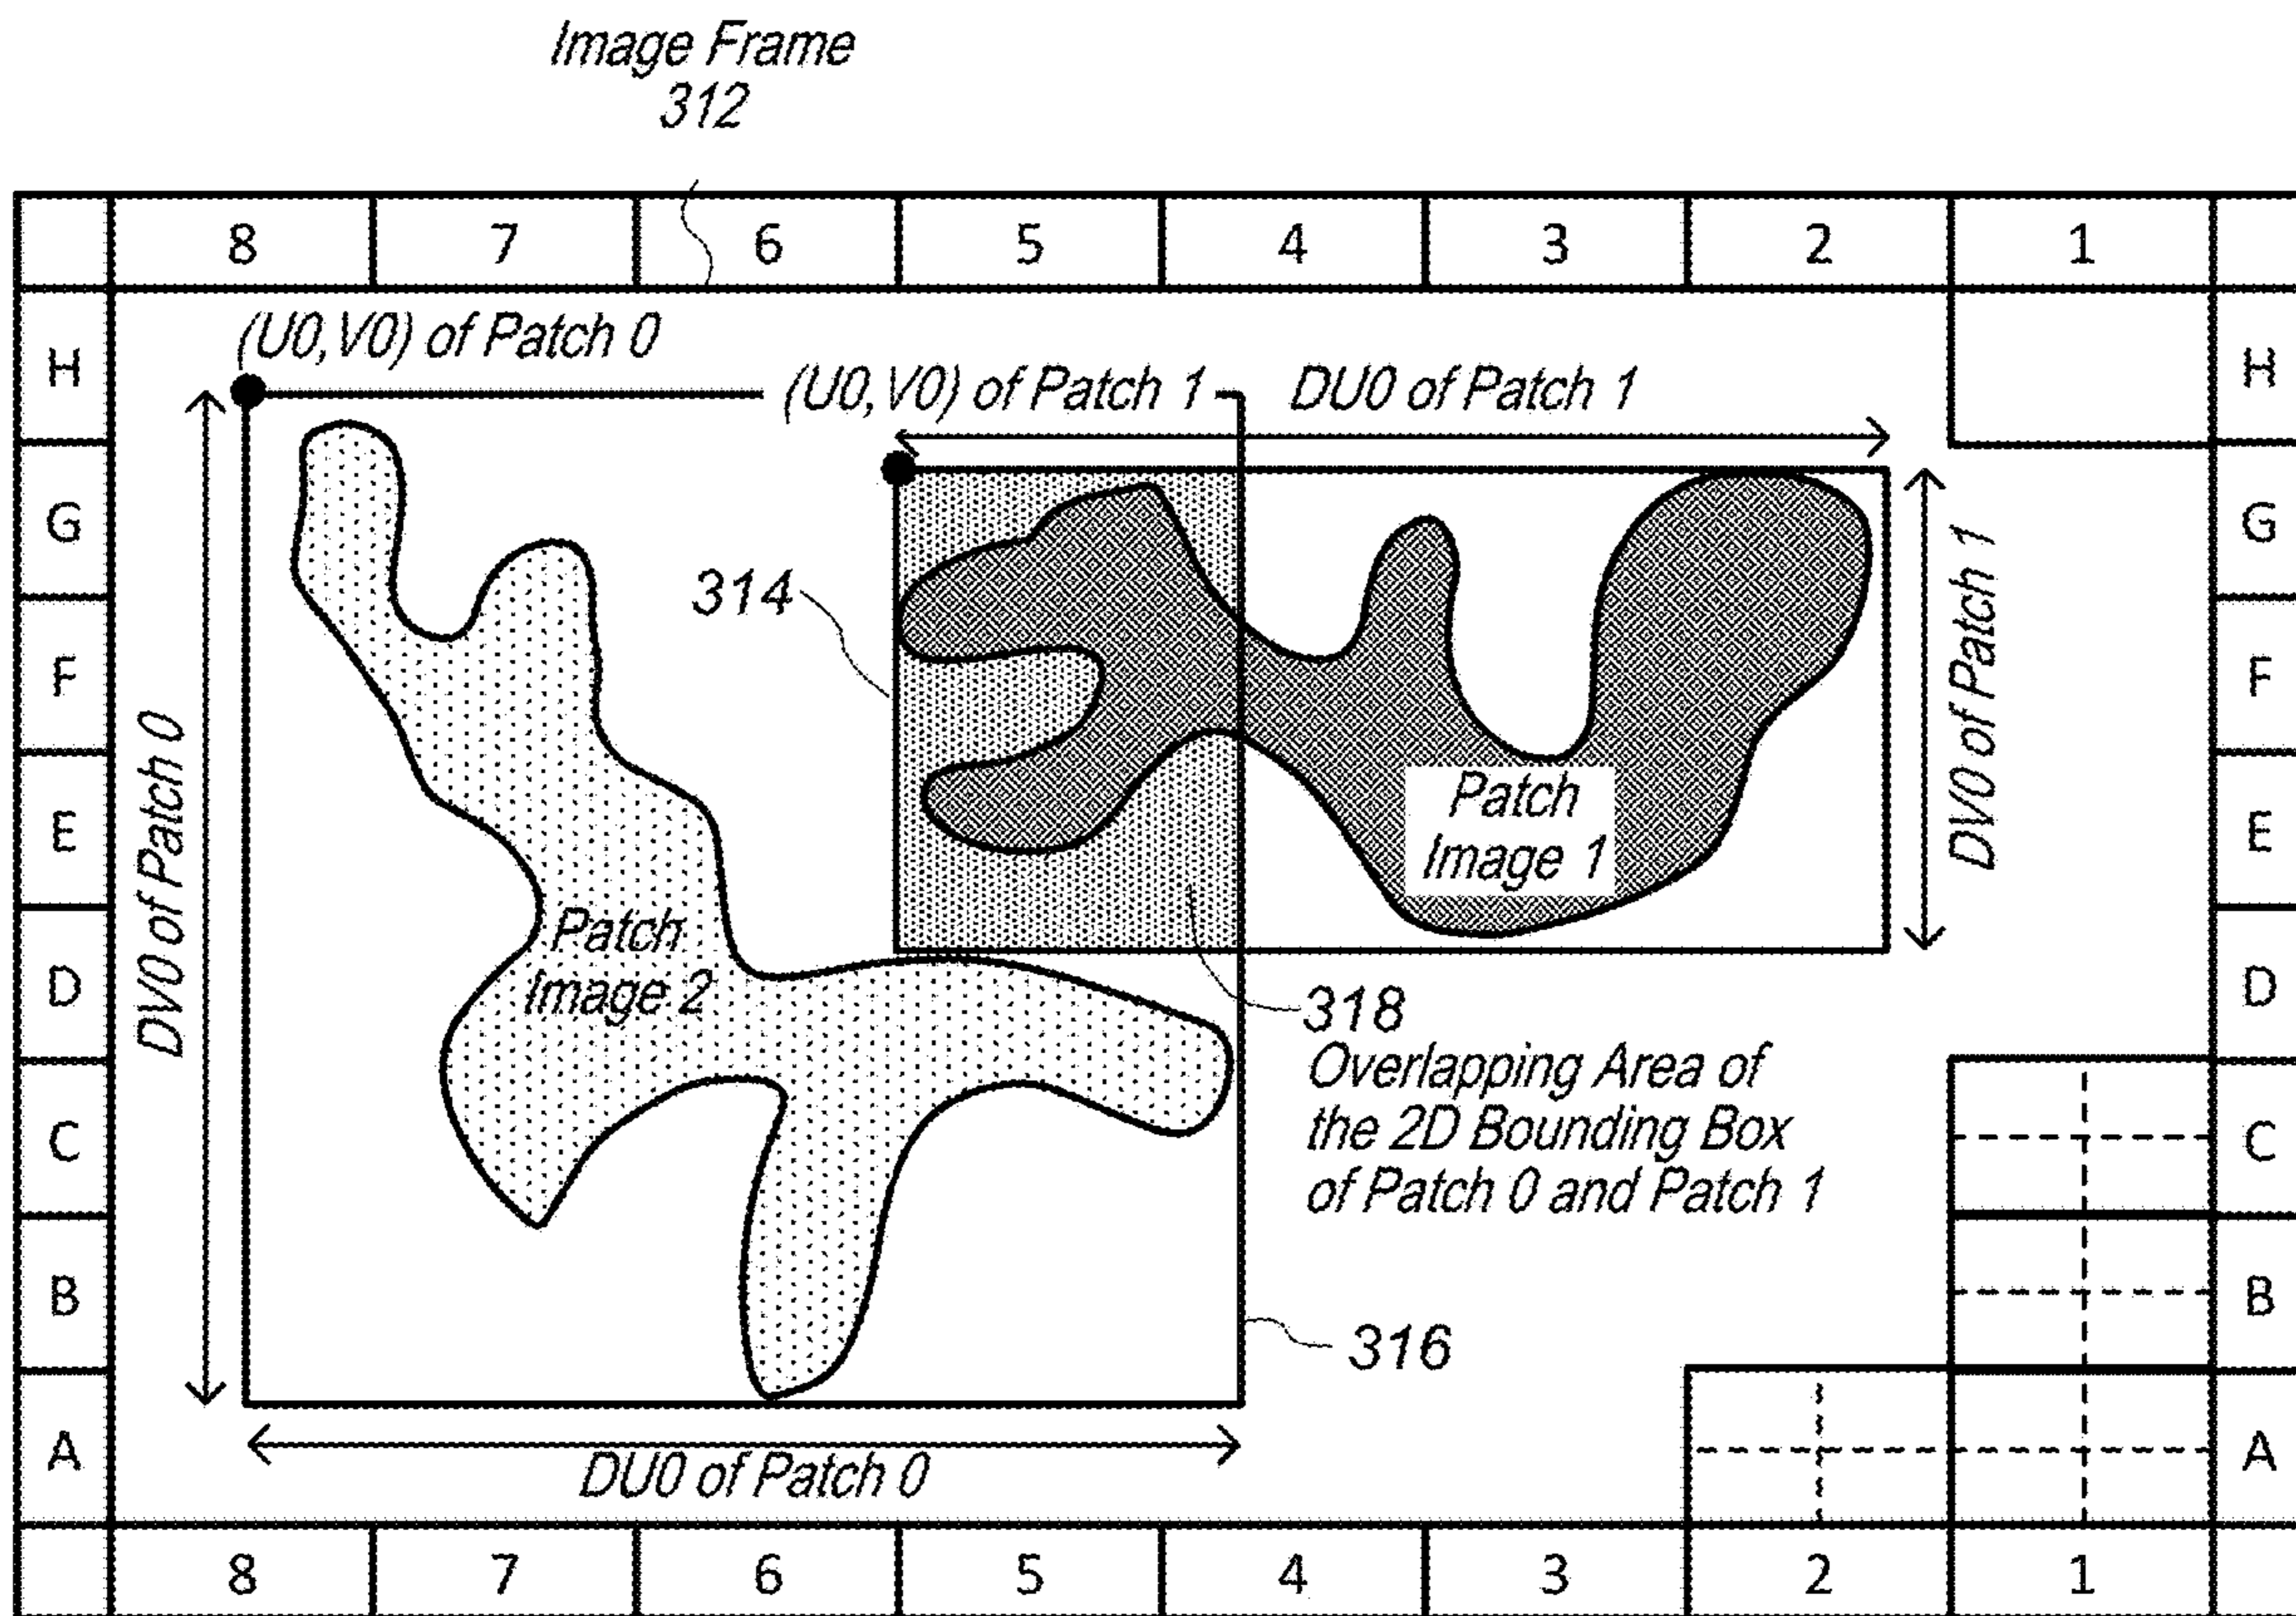 Image Frame
312
8 7 6 5 4 3 2 1
(U0,V0) of Patch 0
H H
(U0,V0) of Patch 1
DU0 of Patch 1
G G
314
DV0 of Patch 1
F F
DV0 of Patch 0
Patch
Image 1
E E
Patch
Image 2
D D
318
Overlapping Area of
the 2D Bounding Box
of Patch 0 and Patch 1
C C
B B
316
A A
DU0 of Patch 0
8 7 6 5 4 3 2 1